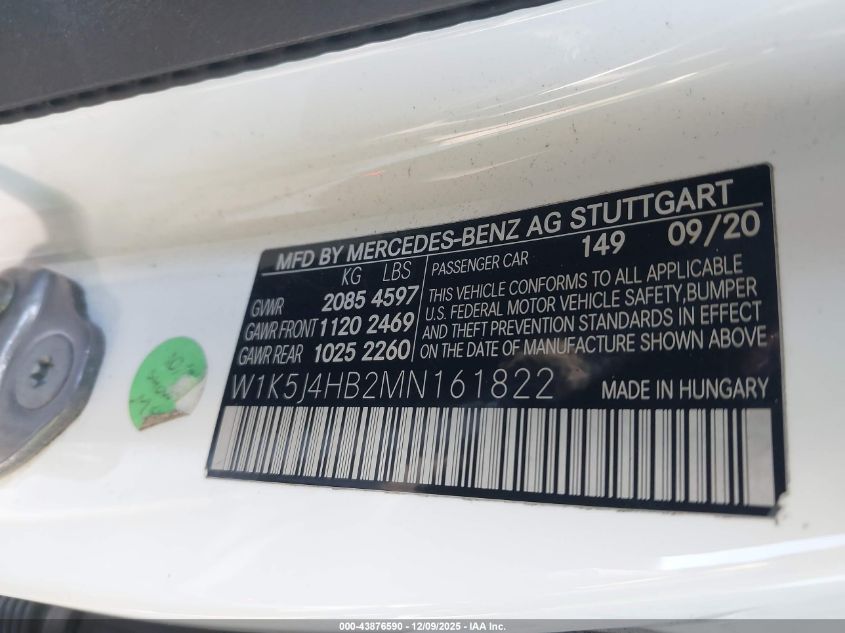 MFD BY MERCEDES-BENZ AG STUTTGART
KG LBS
GVWR 2085 4597
GAWR FRONT 1120 2469
GAWR REAR 1025 2260
PASSENGER CAR 149 09/20
THIS VEHICLE CONFORMS TO ALL APPLICABLE
U.S. FEDERAL MOTOR VEHICLE SAFETY, BUMPER
AND THEFT PREVENTION STANDARDS IN EFFECT
ON THE DATE OF MANUFACTURE SHOWN ABOVE
W1K5J4HB2MN161822 MADE IN HUNGARY
000-43876590 - 12/09/2025 - IAA Inc.